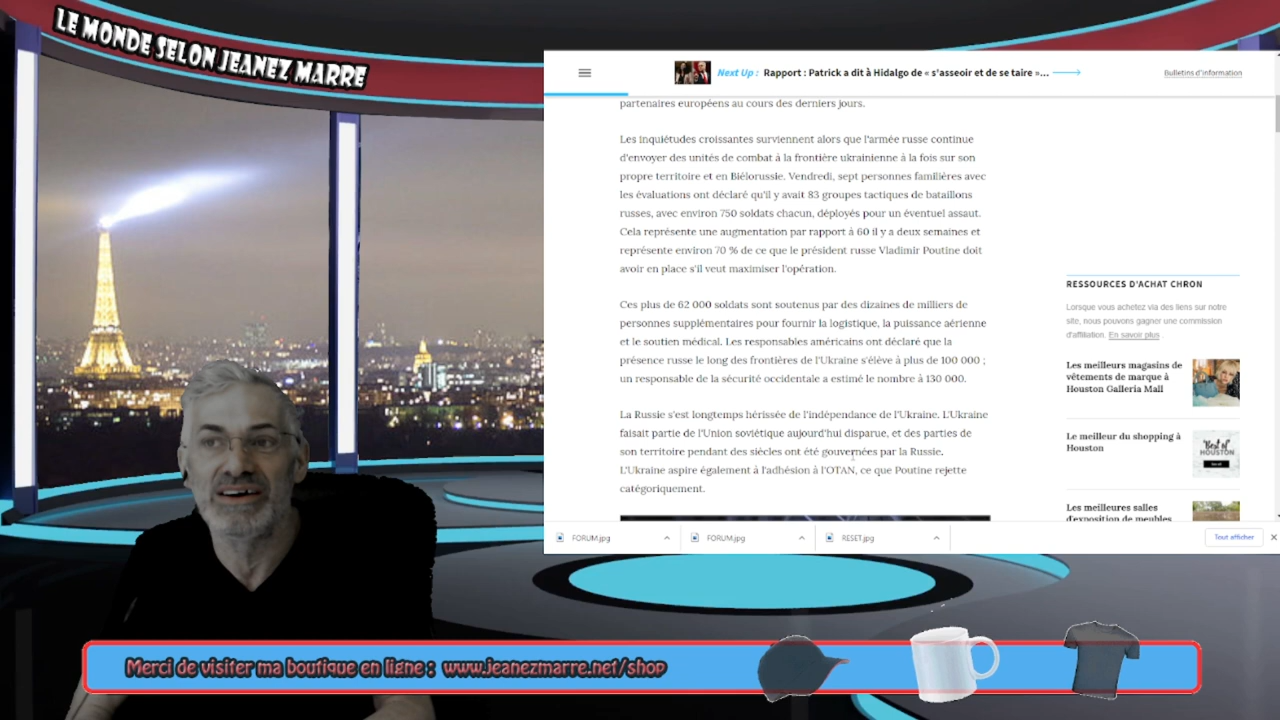 LE MONDE SELON JEANEZ MARRE
Next Up : Rapport : Patrick a dit à Hidalgo de « s'asseoir et de se taire »...
Bulletins d'information
partenaires européens au cours des derniers jours.
Les inquiétudes croissantes surviennent alors que l'armée russe continue
d'envoyer des unités de combat à la frontière ukrainienne à la fois sur son
propre territoire et en Biélorussie. Vendredi, sept personnes familières avec
les évaluations ont déclaré qu'il y avait 83 groupes tactiques de bataillons
russes, avec environ 750 soldats chacun, déployés pour un éventuel assaut.
Cela représente une augmentation par rapport à 60 il y a deux semaines et
représente environ 70 % de ce que le président russe Vladimir Poutine doit
avoir en place s'il veut maximiser l'opération.
Ces plus de 62 000 soldats sont soutenus par des dizaines de milliers de
personnes supplémentaires pour fournir la logistique, la puissance aérienne
et le soutien médical. Les responsables américains ont déclaré que la
présence russe le long des frontières de l'Ukraine s'élève à plus de 100 000 ;
un responsable de la sécurité occidentale a estimé le nombre à 130 000.
La Russie s'est longtemps hérissée de l'indépendance de l'Ukraine. L'Ukraine
faisait partie de l'Union soviétique aujourd'hui disparue, et des parties de
son territoire pendant des siècles ont été gouvernées par la Russie.
L'Ukraine aspire également à l'adhésion à l'OTAN, ce que Poutine rejette
catégoriquement.
RESSOURCES D'ACHAT CHRON
Lorsque vous achetez via des liens sur notre
site, nous pouvons gagner une commission
d'affiliation. En savoir plus .
Les meilleurs magasins de
vêtements de marque à
Houston Galleria Mall
Le meilleur du shopping à
Houston
Best of
HOUSTON
Les meilleures salles
d'exposition de meubles
FORUM.jpg
FORUM.jpg
RESET.jpg
Tout afficher
Merci de visiter ma boutique en ligne : www.jeanezmarre.net/shop